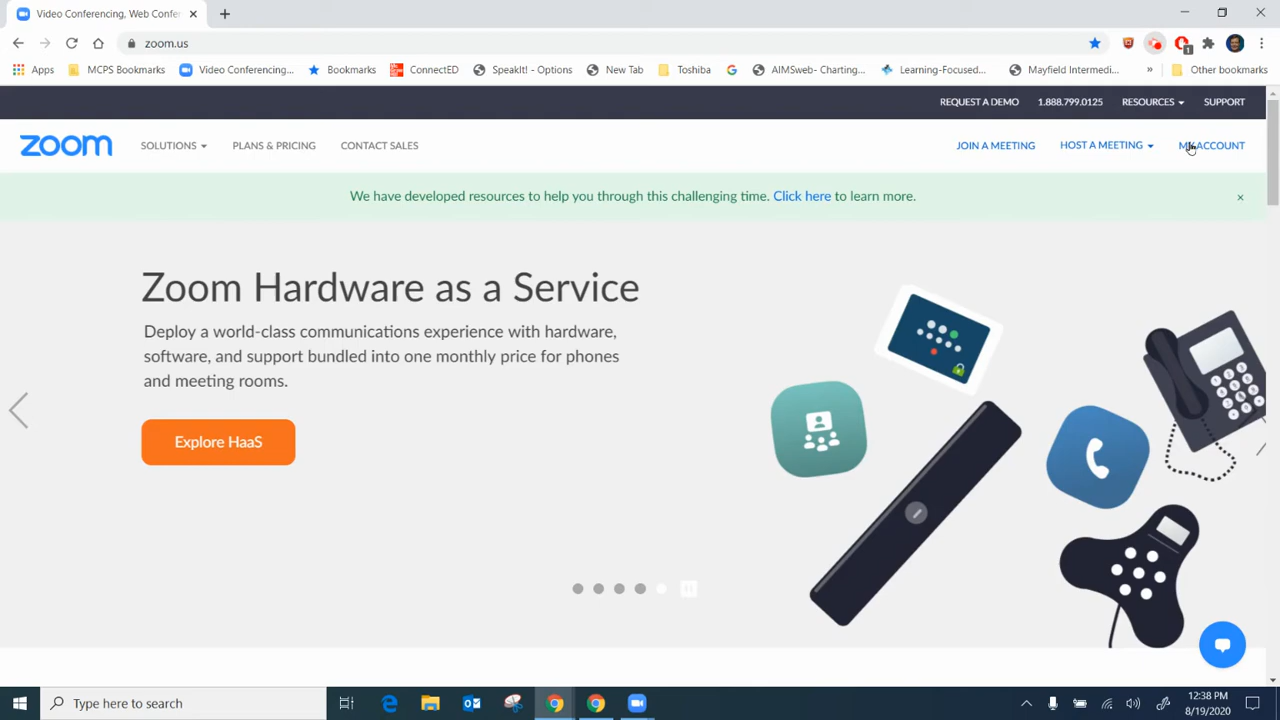 Video Conferencing, Web Confer
zoom.us
Apps
MCPS Bookmarks
Video Conferencing...
Bookmarks
ConnectED
SpeakIt! - Options
New Tab
Toshiba
AIMSweb- Charting...
Learning-Focused...
Mayfield Intermedi...
»
Other bookmarks
REQUEST A DEMO
1.888.799.0125
RESOURCES
SUPPORT
zoom
SOLUTIONS
PLANS & PRICING
CONTACT SALES
JOIN A MEETING
HOST A MEETING
MY ACCOUNT
We have developed resources to help you through this challenging time. Click here to learn more.
Zoom Hardware as a Service
Deploy a world-class communications experience with hardware,
software, and support bundled into one monthly price for phones
and meeting rooms.
Explore HaaS
Type here to search
12:38 PM
8/19/2020
1